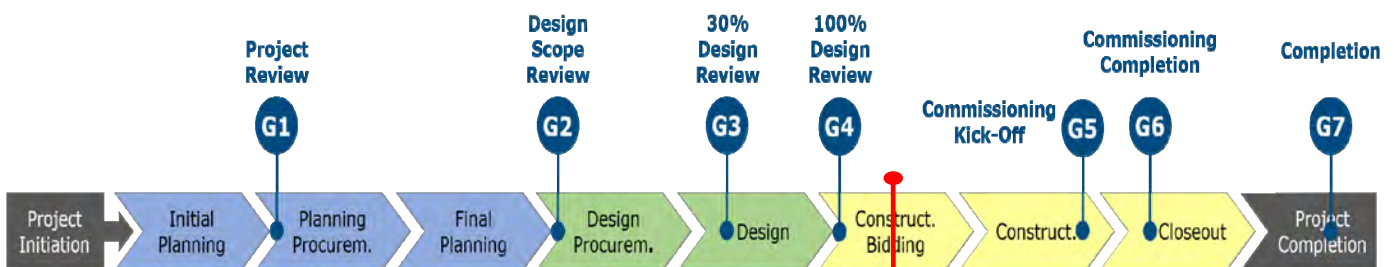 Project
Review
G1
Design
Scope
Review
G2
30%
Design
Review
G3
100%
Design
Review
G4
Commissioning
Kick-Off
G5
Commissioning
Completion
G6
Completion
G7
Project
Initiation
Initial
Planning
Planning
Procurem.
Final
Planning
Design
Procurem.
Design
Construct.
Bidding
Construct.
Closeout
Project
Completion